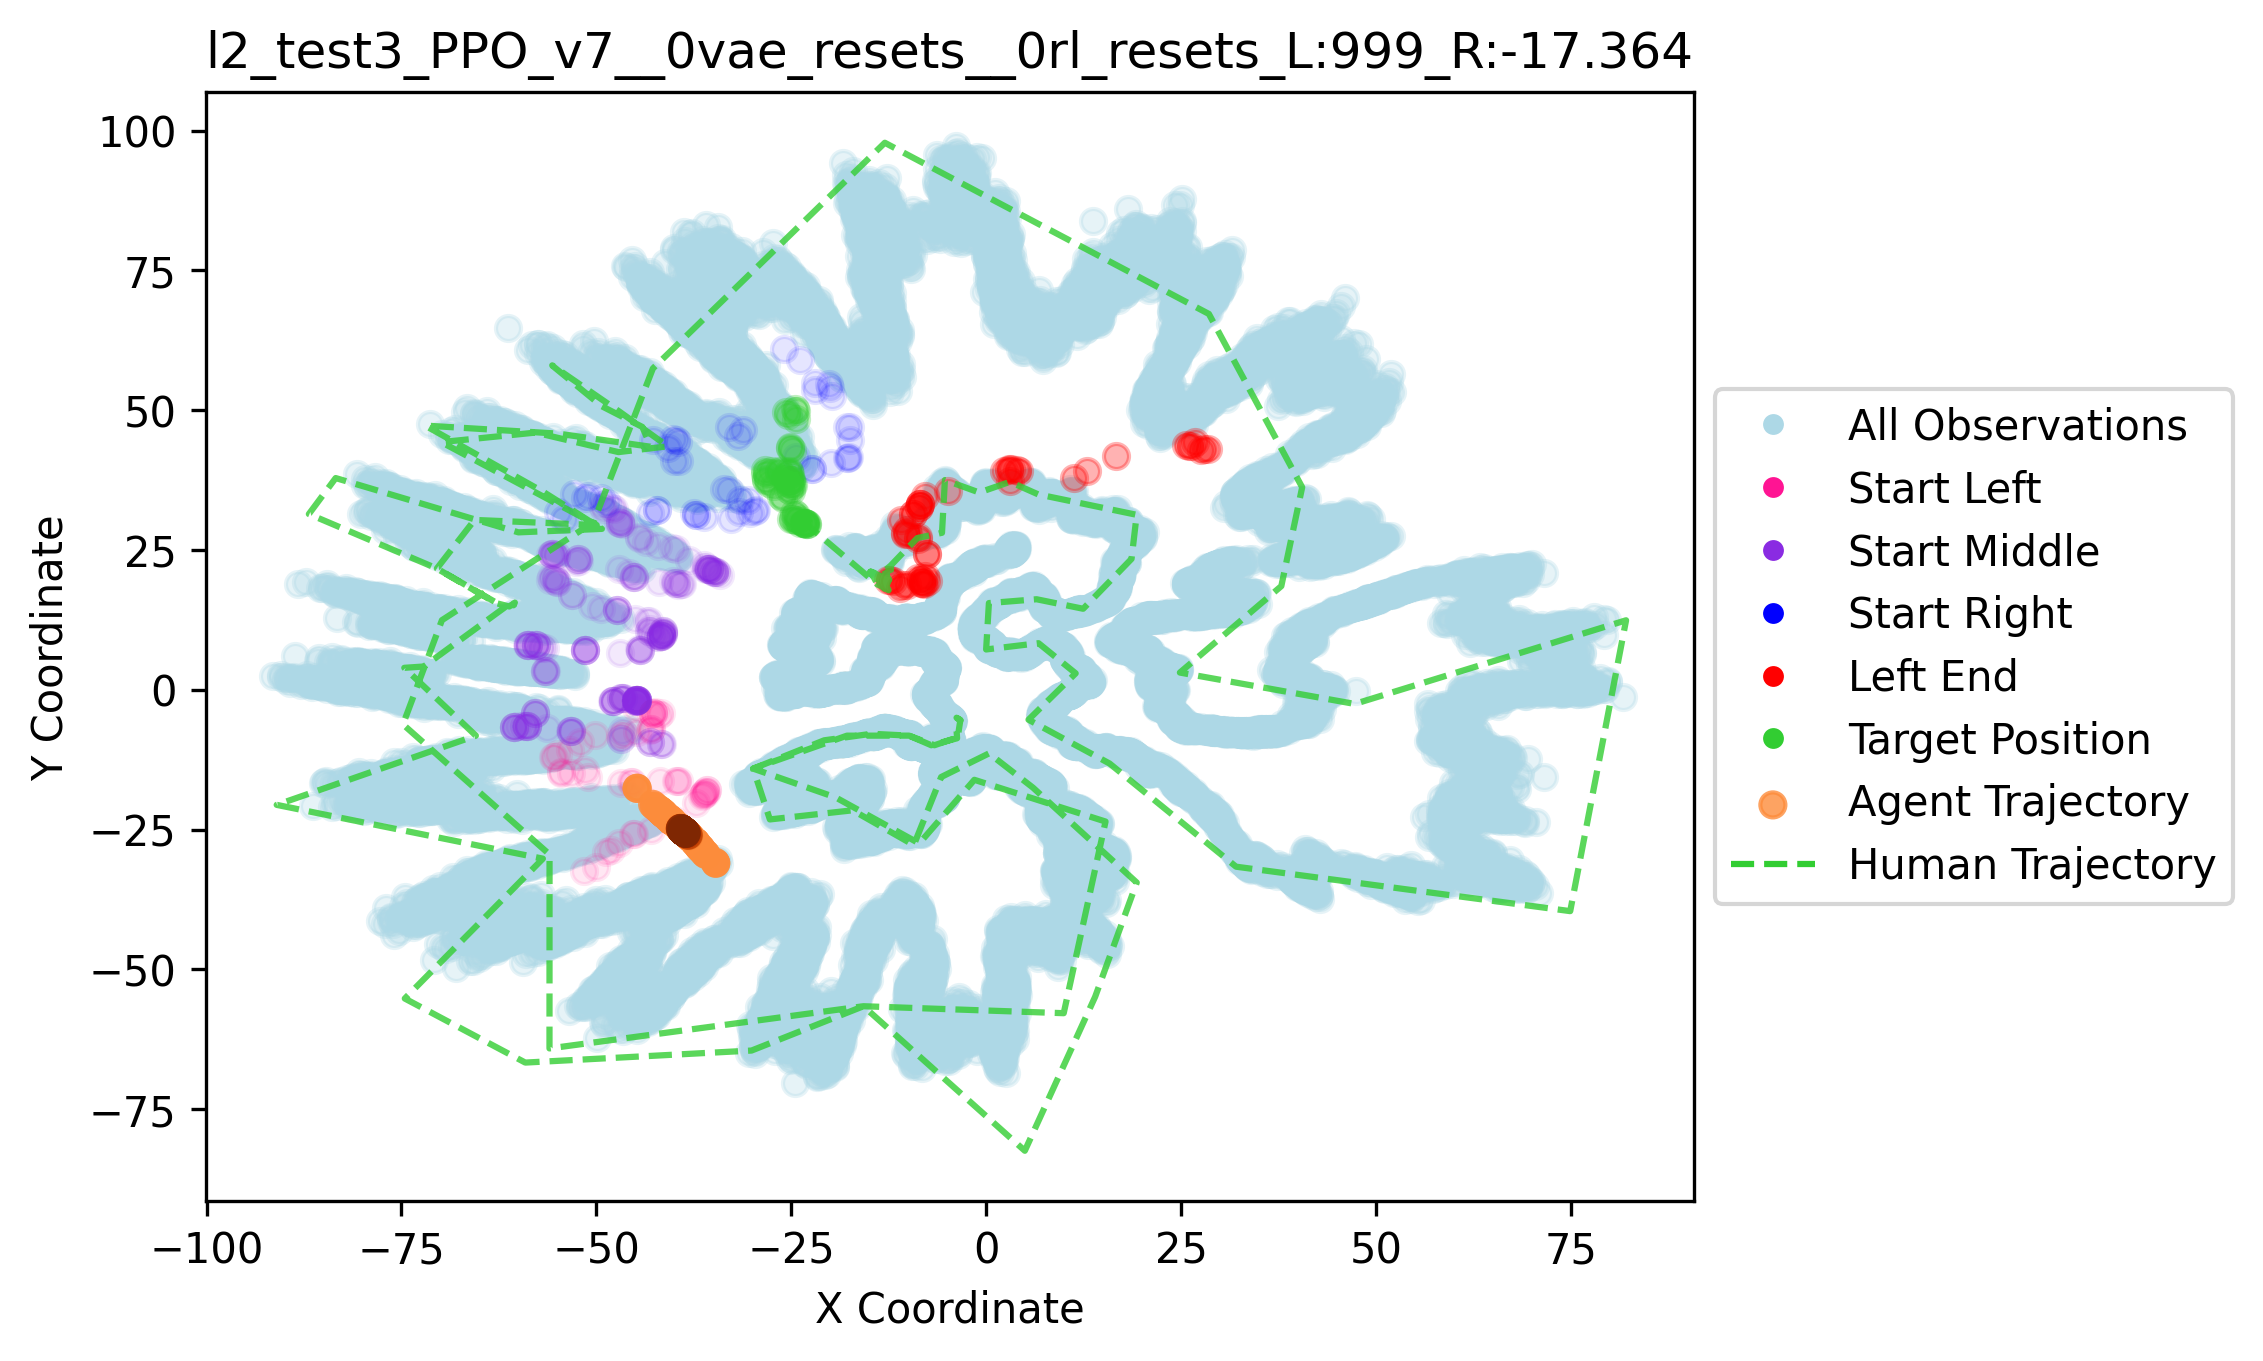 l2_test3_PPO_v7__0vae_resets__0rl_resets_L:999_R:-17.364
100
75
50
25
0
−25
−50
−75
Y Coordinate
−100
−75
−50
−25
0
25
50
75
X Coordinate
All Observations
Start Left
Start Middle
Start Right
Left End
Target Position
Agent Trajectory
Human Trajectory